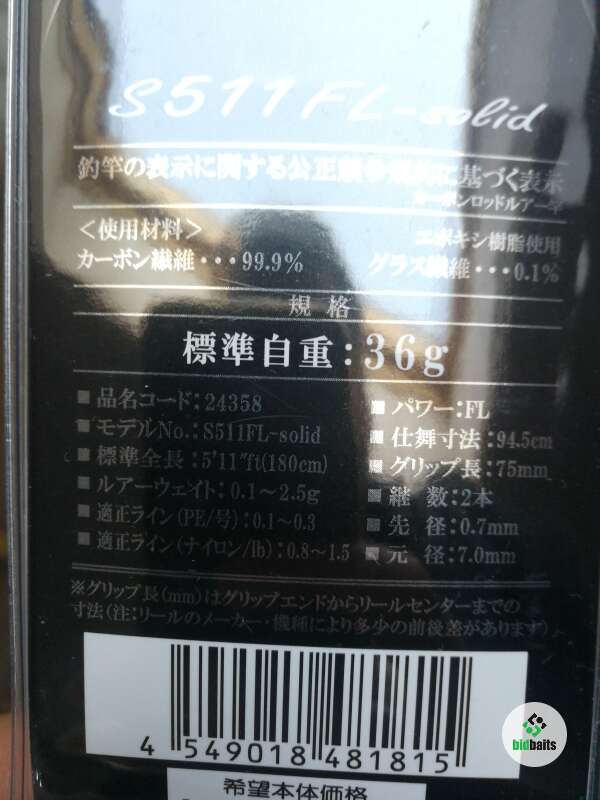 S511FL-solid
釣竿の表示に関する公正競争規約に基づく表示
カーボンロッドルアー竿
<使用材料> エポキシ樹脂使用
カーボン繊維・・・99.9% グラス繊維・・・0.1%
規格
標準自重：36g
■品名コード：24358
■モデルNo.：S511FL-solid
■標準全長：5'11"ft(180cm)
■ルアーウェイト：0.1～2.5g
■適正ライン(PE/号)：0.1～0.3
■適正ライン(ナイロン/lb)：0.8～1.5
■パワー：FL
■仕舞寸法：94.5cm
■グリップ長：75mm
■継 数：2本
■先 径：0.7mm
■元 径：7.0mm
※グリップ長(mm)はグリップエンドからリールセンターまでの
寸法(注：リールのメーカー・機種により多少の前後差があります)
4 549018 481815
希望本体価格
bidbaits